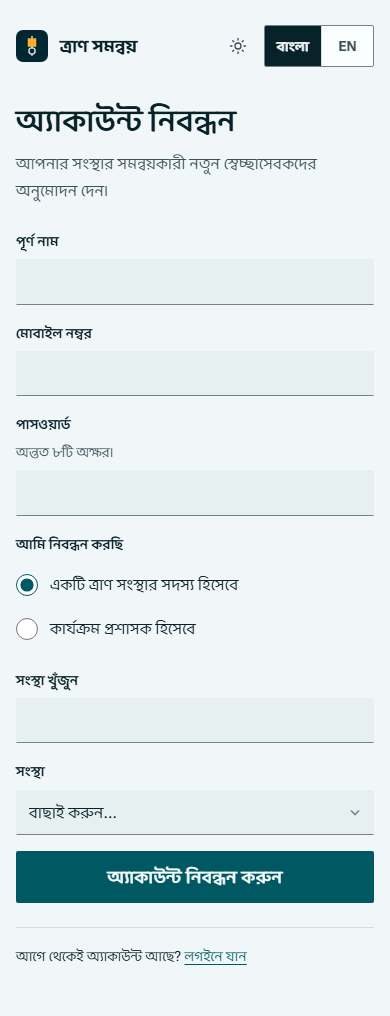 ত্রাণ সমন্বয়
বাংলা
EN
অ্যাকাউন্ট নিবন্ধন
আপনার সংস্থার সমন্বয়কারী নতুন স্বেচ্ছাসেবকদের
অনুমোদন দেন।
পূর্ণ নাম
মোবাইল নম্বর
পাসওয়ার্ড
অন্তত ৮টি অক্ষর।
আমি নিবন্ধন করছি
একটি ত্রাণ সংস্থার সদস্য হিসেবে
কার্যক্রম প্রশাসক হিসেবে
সংস্থা খুঁজুন
সংস্থা
বাছাই করুন...
অ্যাকাউন্ট নিবন্ধন করুন
আগে থেকেই অ্যাকাউন্ট আছে? লগইনে যান